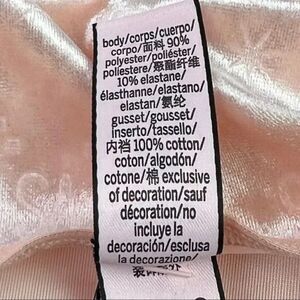 body/corps/cuerpo/
corpo/面料 90%
polyester/poliéster/
poliestere/聚酯纤维
10% elastane/
élasthanne/elastano/
elastan/氨纶
gusset/gousset/
inserto/tassello/
内裆 100% cotton/
coton/algodón/
cotone/棉 exclusive
of decoration/sauf
décoration/no
incluye la
decoración/esclusa
la decorazione/